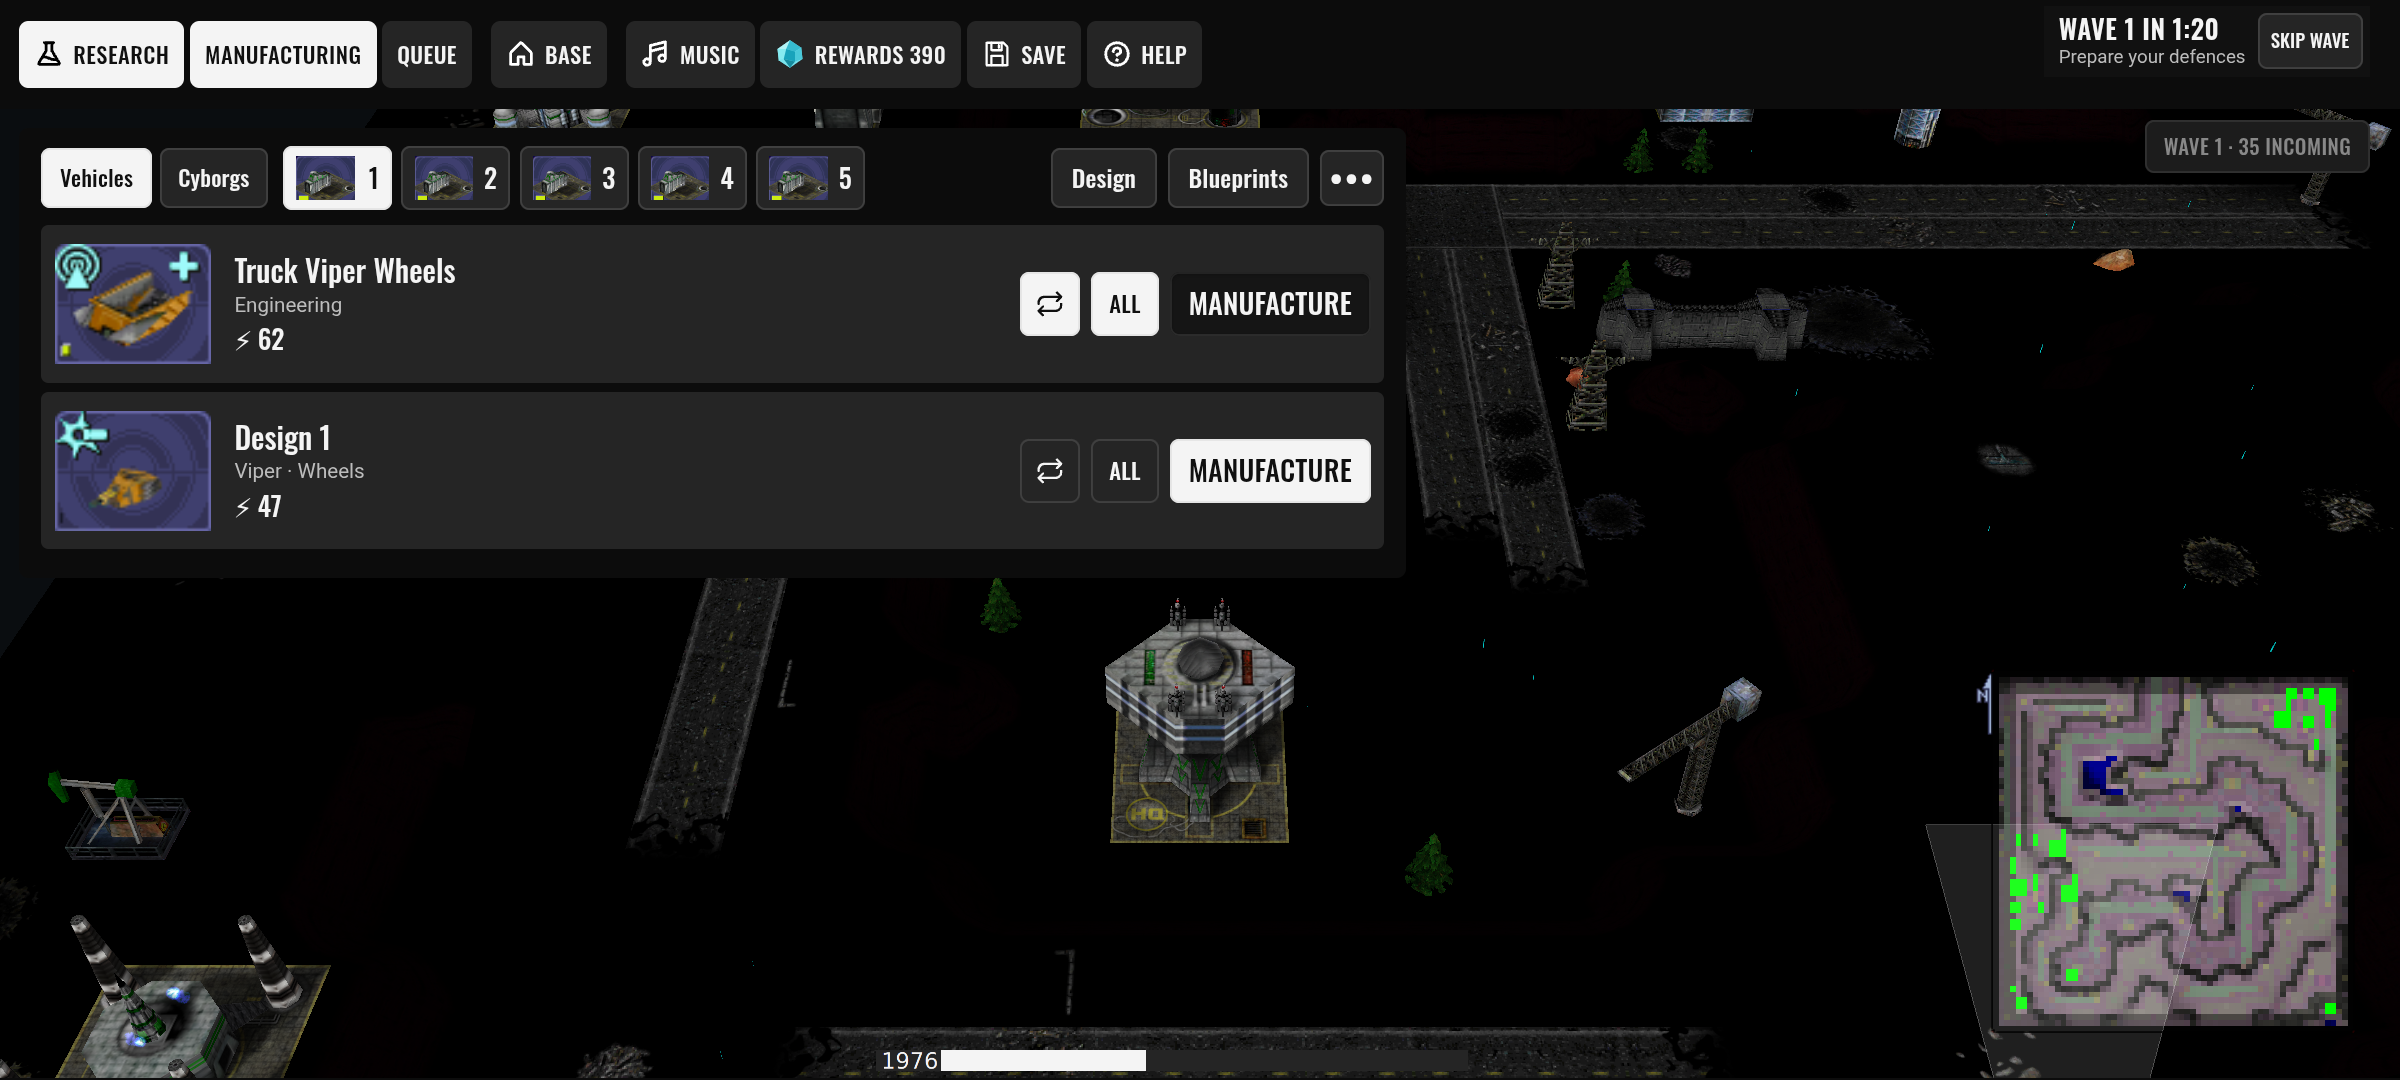 RESEARCH MANUFACTURING QUEUE BASE MUSIC REWARDS 390 SAVE HELP
WAVE 1 IN 1:20
Prepare your defences
SKIP WAVE
WAVE 1 · 35 INCOMING
Vehicles Cyborgs 1 2 3 4 5 Design Blueprints
Truck Viper Wheels
Engineering
62
ALL MANUFACTURE
Design 1
Viper · Wheels
47
ALL MANUFACTURE
HQ
N
1976